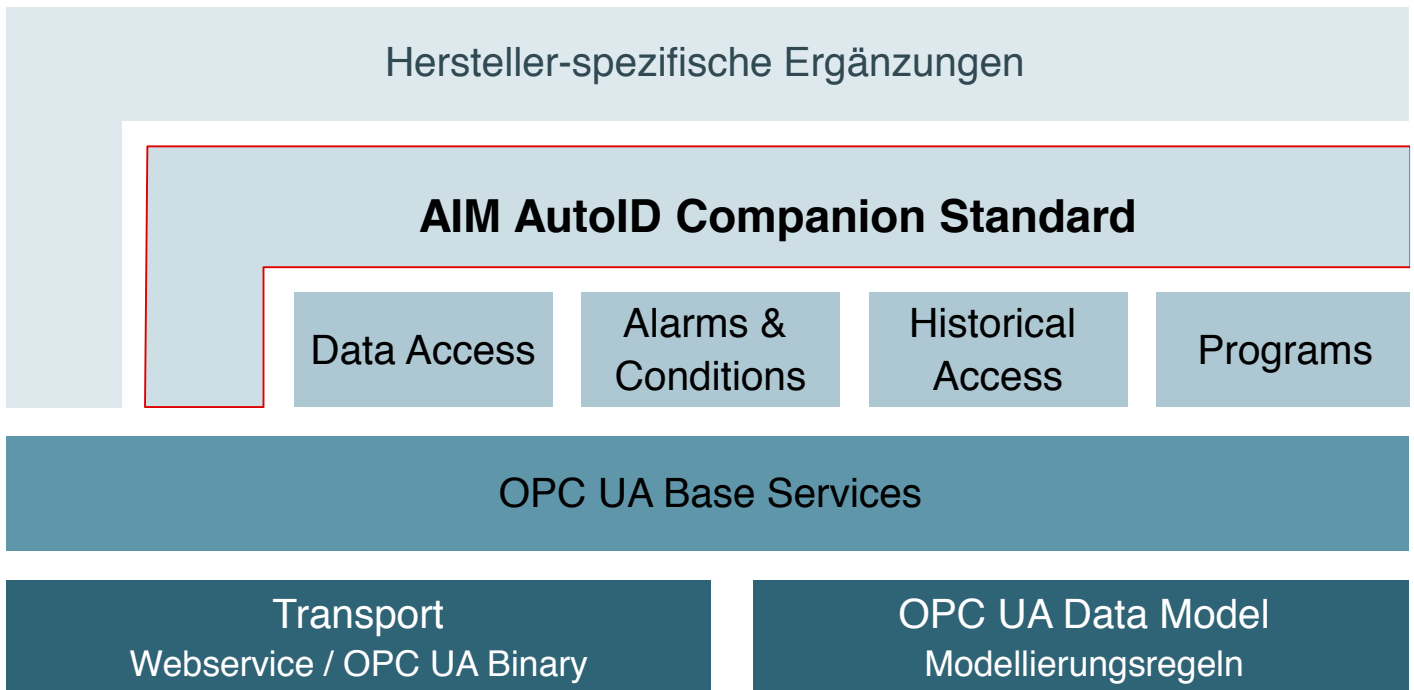 Hersteller-spezifische Ergänzungen
AIM AutoID Companion Standard
Data Access
Alarms &
Conditions
Historical
Access
Programs
OPC UA Base Services
Transport
Webservice / OPC UA Binary
OPC UA Data Model
Modellierungsregeln